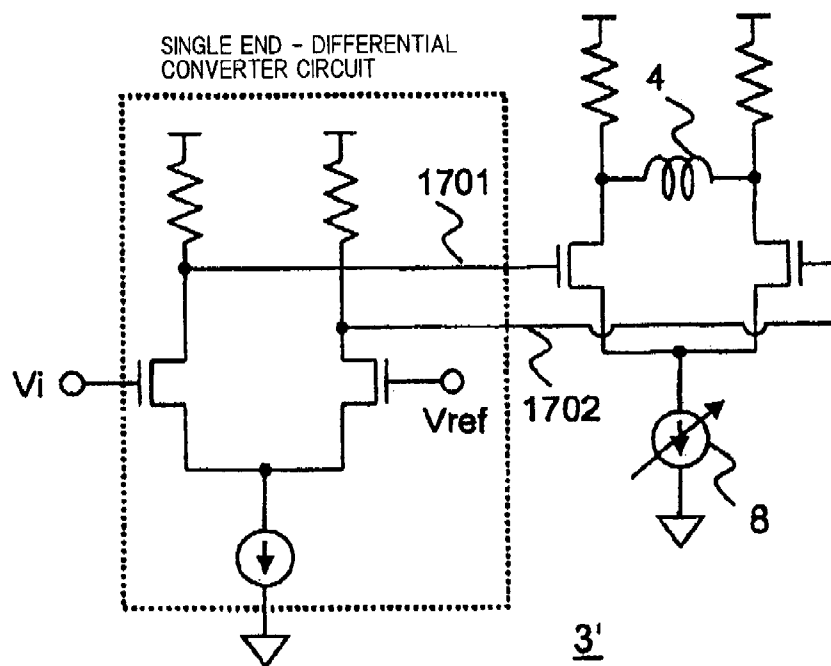 SINGLE END - DIFFERENTIAL
CONVERTER CIRCUIT
4
1701
Vi
Vref
1702
8
3'